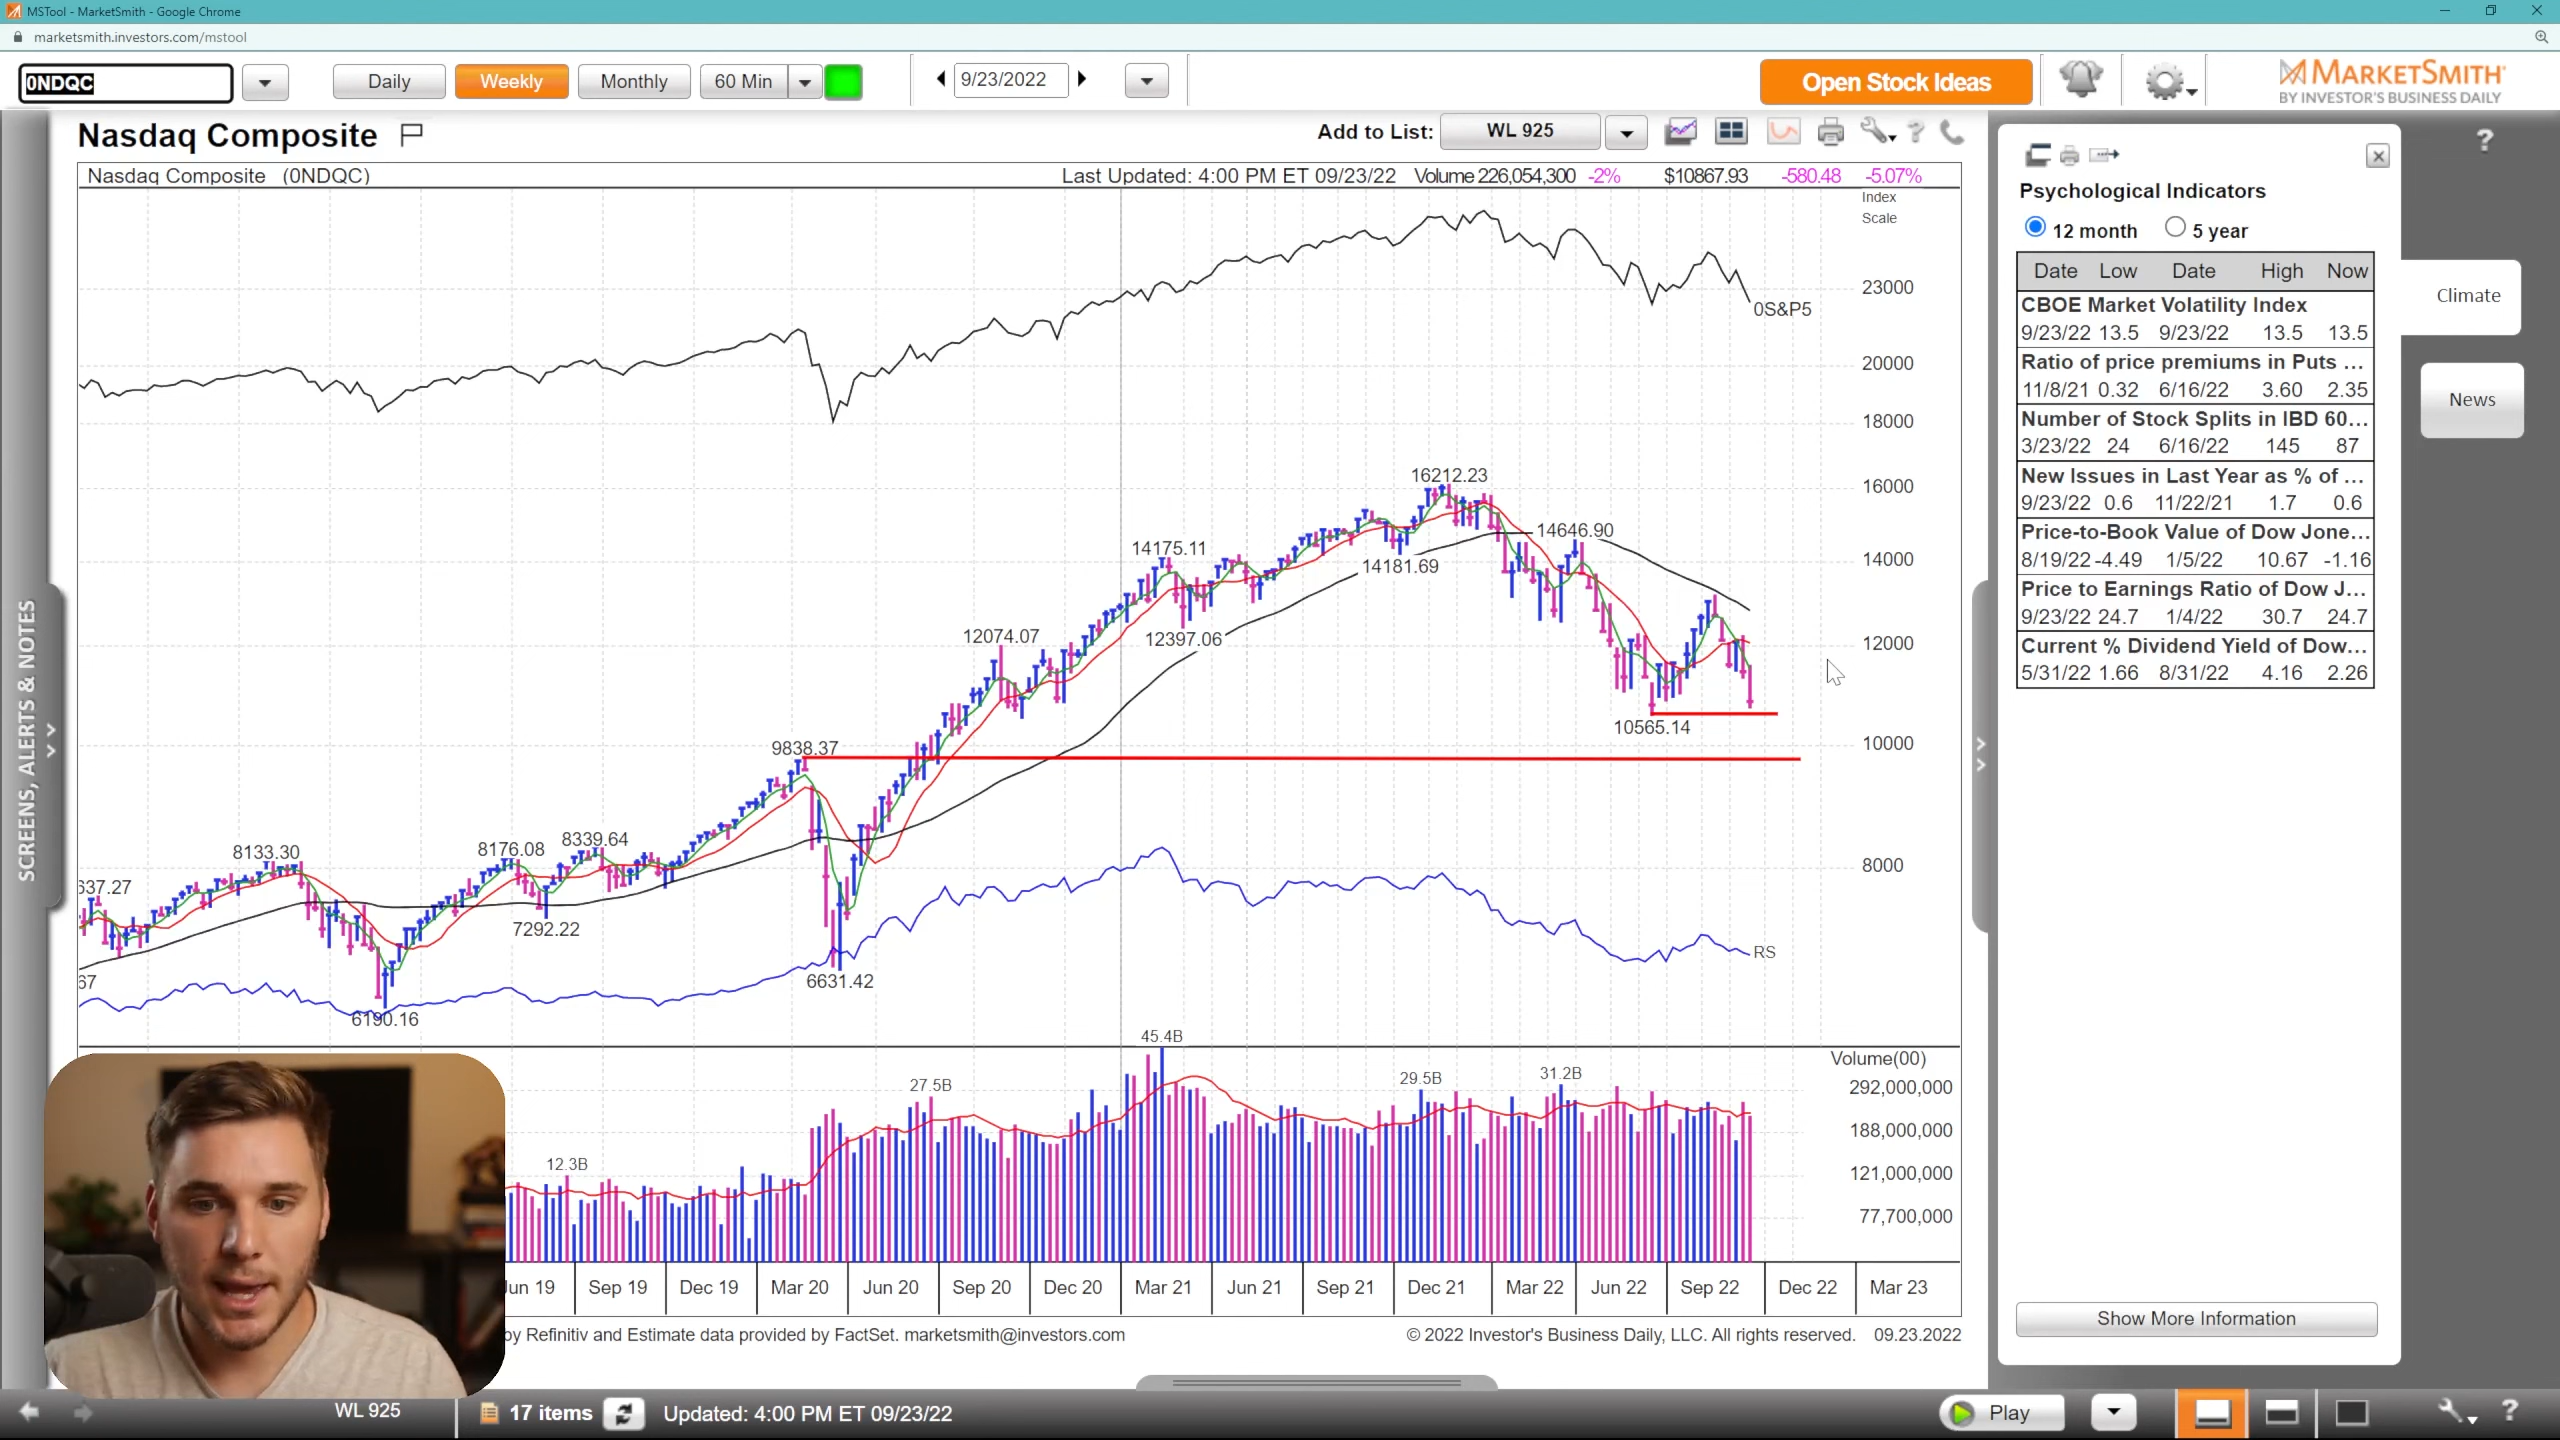 MSTool - MarketSmith - Google Chrome
marketsmith.investors.com/mstool
0NDQC
Daily
Weekly
Monthly
60 Min
9/23/2022
Open Stock Ideas
MARKETSMITH
BY INVESTOR'S BUSINESS DAILY
Nasdaq Composite
Add to List:
WL 925
?
Nasdaq Composite (0NDQC)
Last Updated: 4:00 PM ET 09/23/22 Volume 226,054,300 -2% $10867.93 -580.48 -5.07%
Index
Scale
23000
20000
18000
16000
14000
12000
10000
8000
0S&P5
16212.23
14646.90
14175.11
14181.69
12397.06
12074.07
10565.14
9838.37
8133.30
8176.08
8339.64
637.27
7292.22
67
6631.42
6190.16
RS
SCREENS, ALERTS & NOTES
45.4B
27.5B
29.5B
31.2B
12.3B
Volume(00)
292,000,000
188,000,000
121,000,000
77,700,000
un 19 Sep 19 Dec 19 Mar 20 Jun 20 Sep 20 Dec 20 Mar 21 Jun 21 Sep 21 Dec 21 Mar 22 Jun 22 Sep 22 Dec 22 Mar 23
by Refinitiv and Estimate data provided by FactSet. marketsmith@investors.com
© 2022 Investor's Business Daily, LLC. All rights reserved. 09.23.2022
?
Psychological Indicators
12 month 5 year
Date Low Date High Now
CBOE Market Volatility Index
9/23/22 13.5 9/23/22 13.5 13.5
Ratio of price premiums in Puts ...
11/8/21 0.32 6/16/22 3.60 2.35
Number of Stock Splits in IBD 60...
3/23/22 24 6/16/22 145 87
New Issues in Last Year as % of ...
9/23/22 0.6 11/22/21 1.7 0.6
Price-to-Book Value of Dow Jone...
8/19/22 -4.49 1/5/22 10.67 -1.16
Price to Earnings Ratio of Dow J...
9/23/22 24.7 1/4/22 30.7 24.7
Current % Dividend Yield of Dow...
5/31/22 1.66 8/31/22 4.16 2.26
Show More Information
Climate
News
WL 925
17 items
Updated: 4:00 PM ET 09/23/22
Play
?